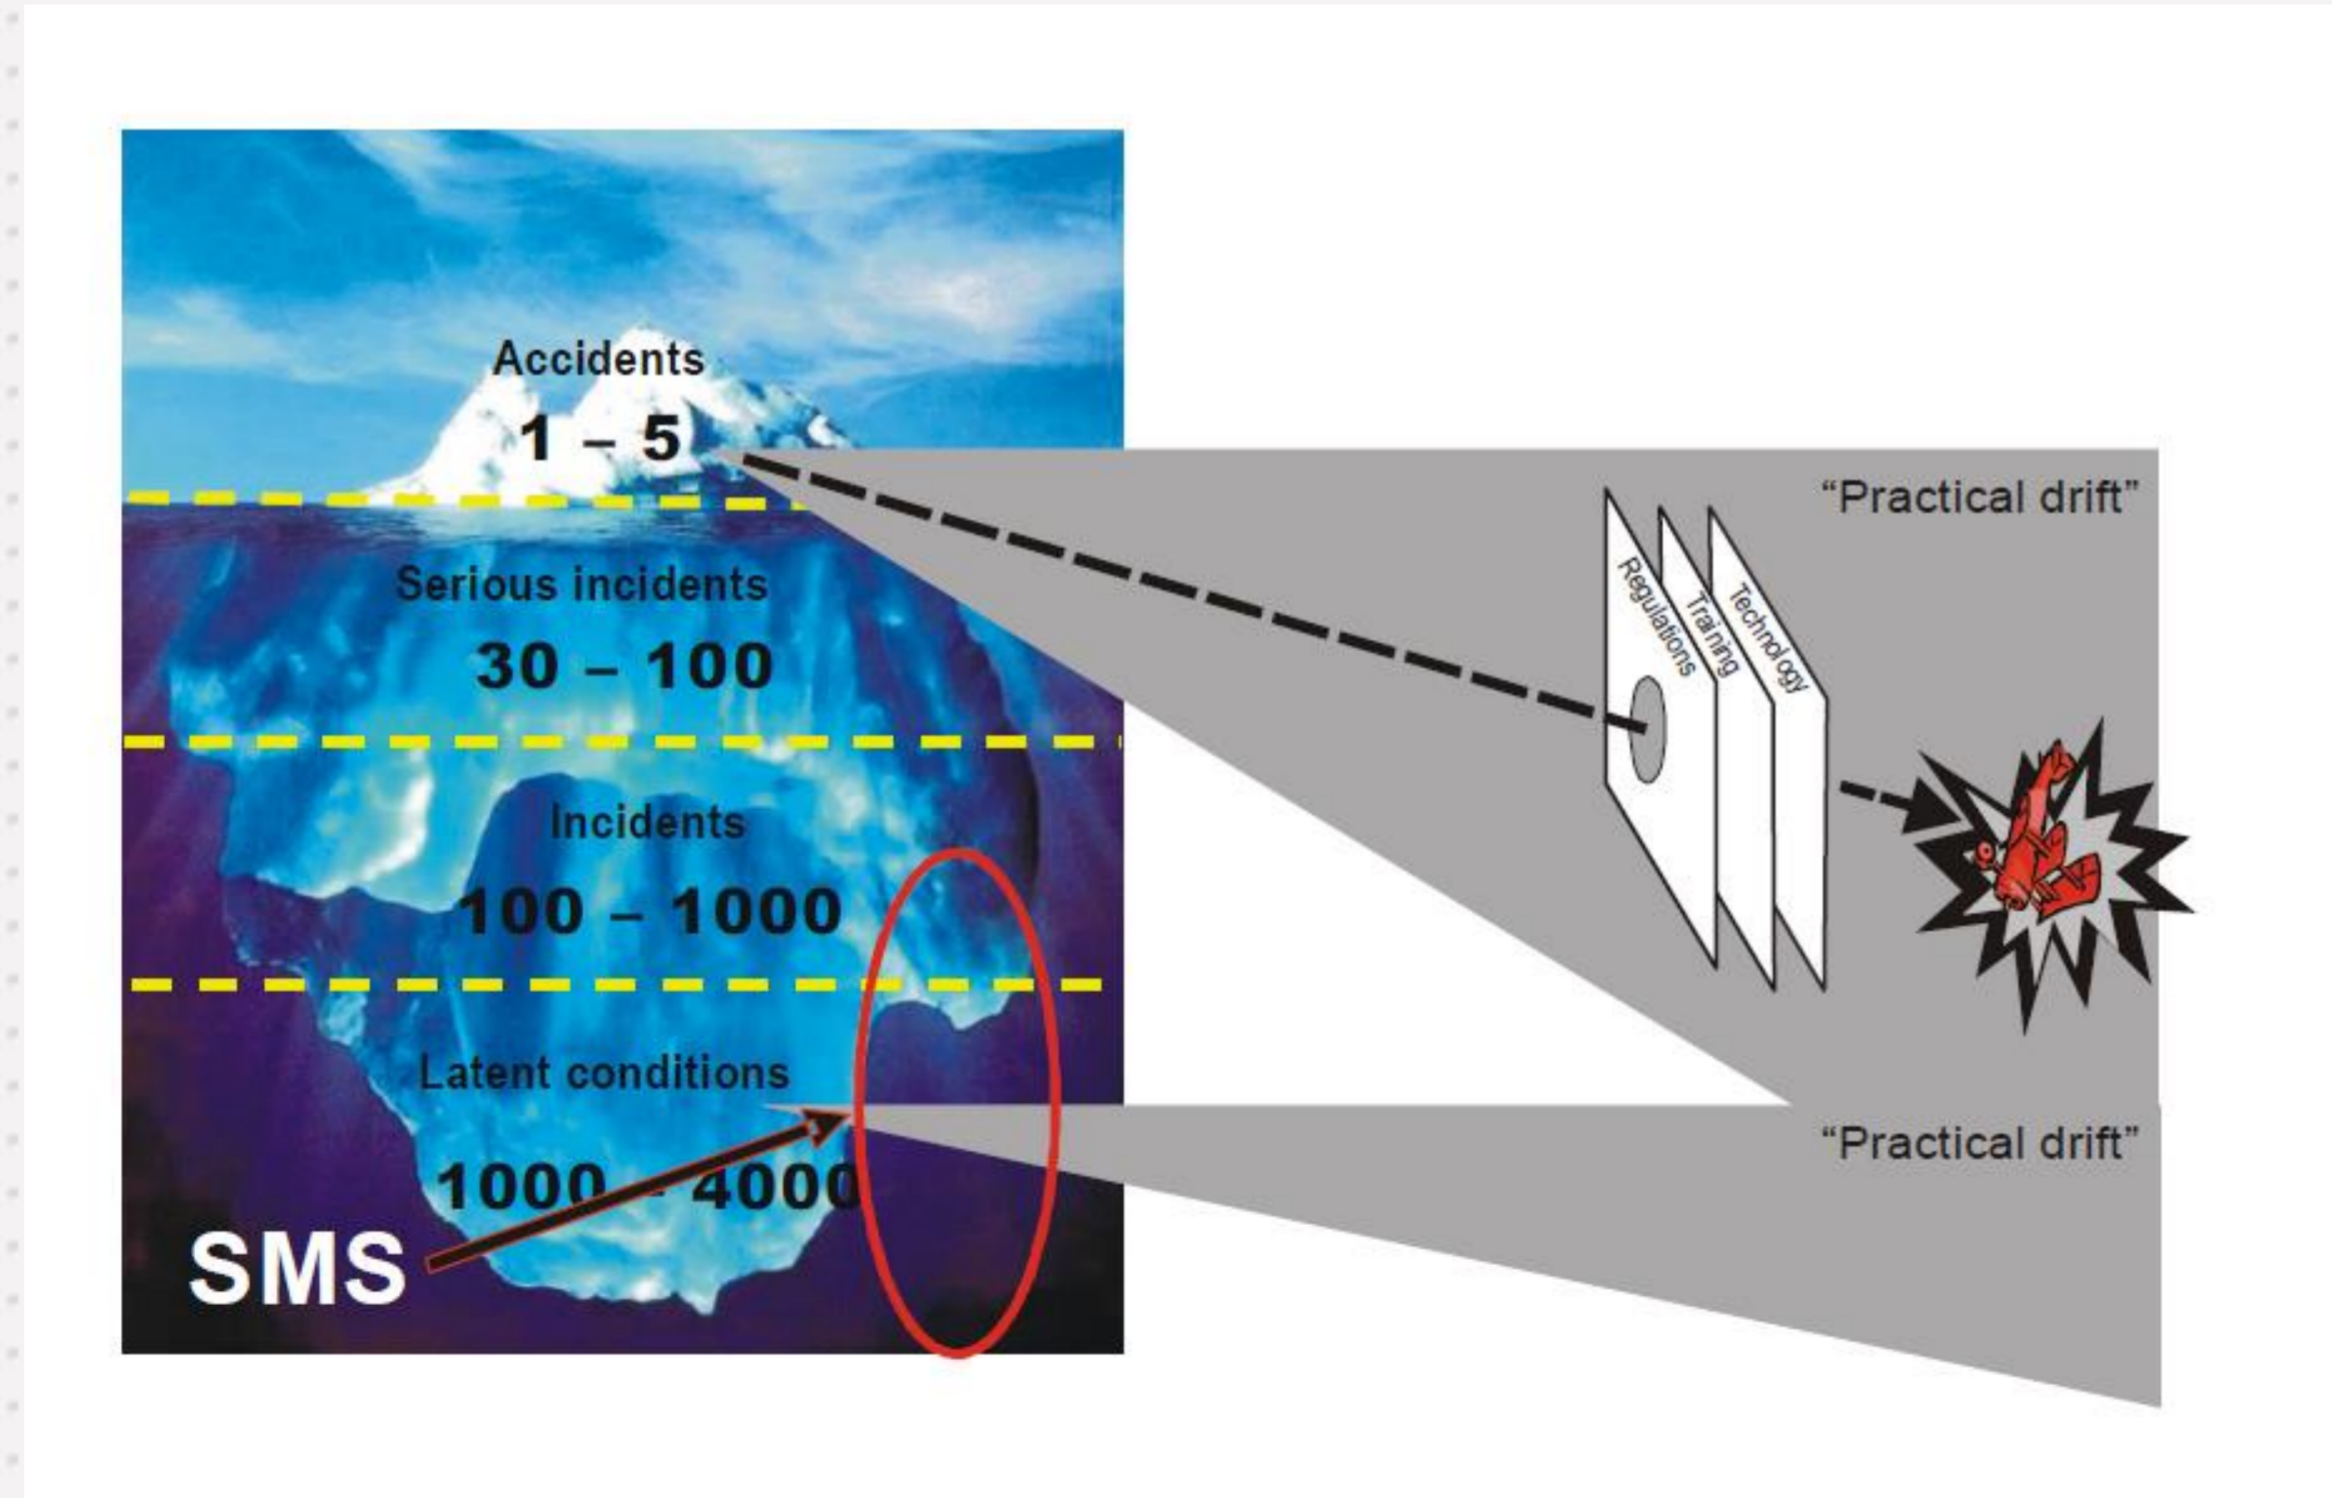 Accidents
1 – 5
Serious incidents
30 – 100
Incidents
100 – 1000
Latent conditions
1000 – 4000
SMS
“Practical drift”
Regulations
Training
Technology
“Practical drift”